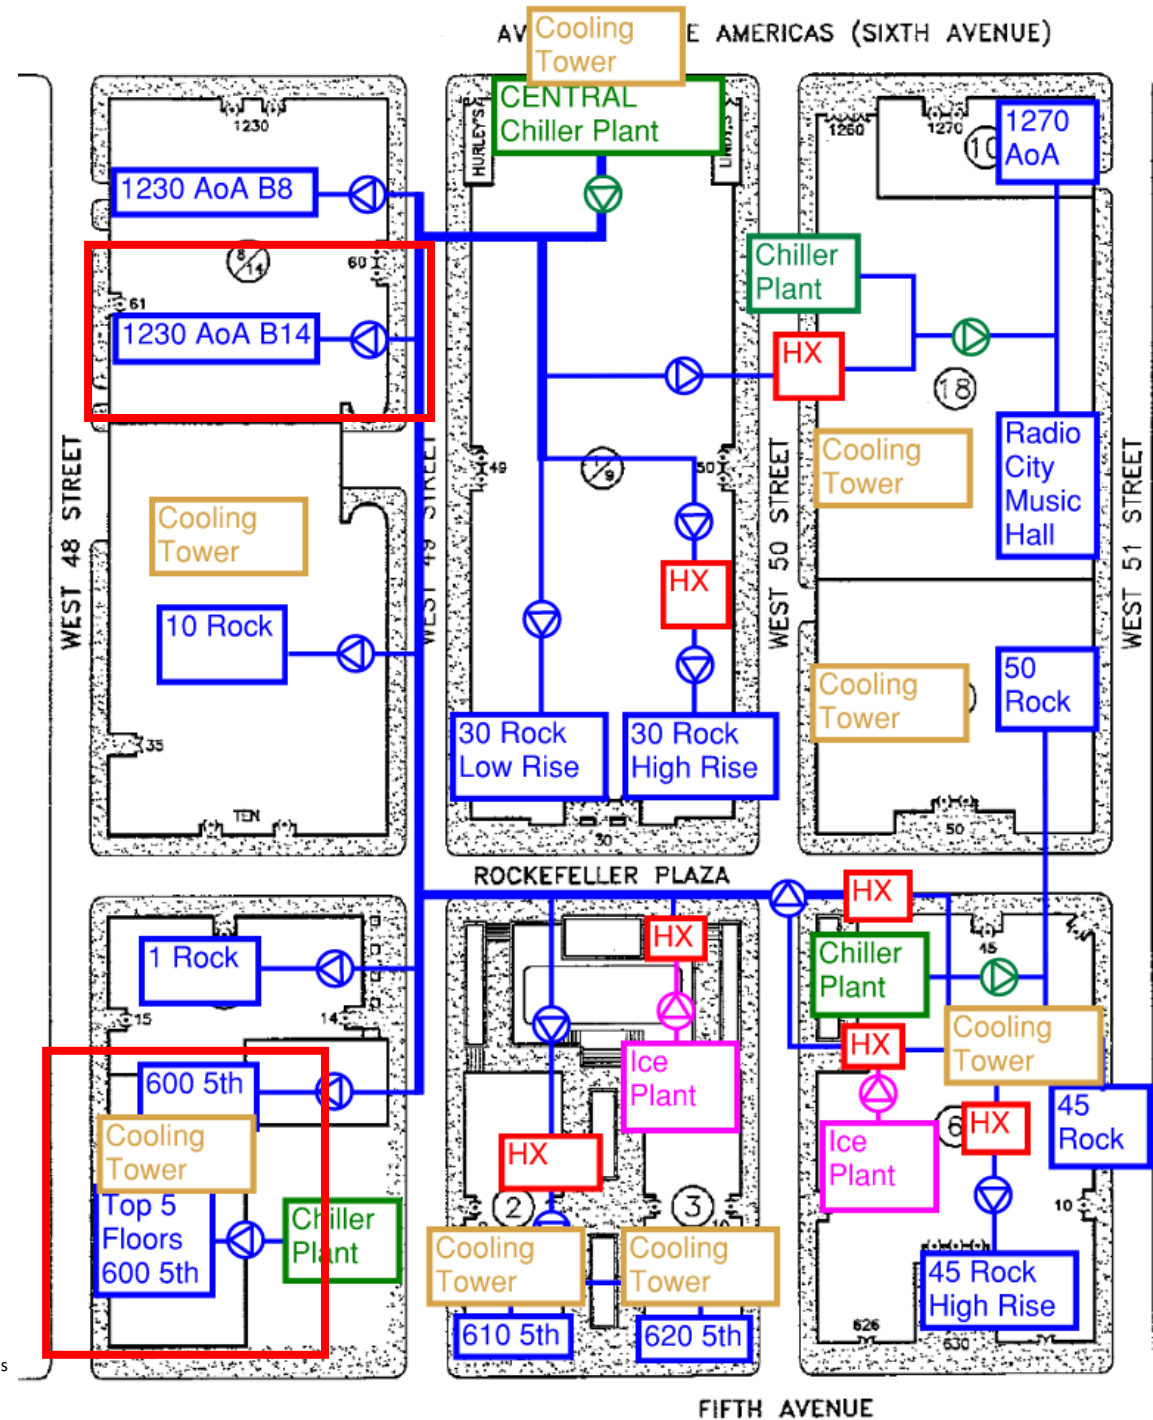 Cooling
Tower
AV
E AMERICAS (SIXTH AVENUE)
CENTRAL
Chiller Plant
HURLEY'S
1230
1260
1270
10
1270
AoA
1230 AoA B8
8/14
60
61
1230 AoA B14
Chiller
Plant
HX
18
WEST 48 STREET
WEST 49 STREET
WEST 50 STREET
WEST 51 STREET
49
1/9
50
Cooling
Tower
Radio
City
Music
Hall
Cooling
Tower
HX
10 Rock
Cooling
Tower
50
Rock
35
30 Rock
Low Rise
30 Rock
High Rise
TEN
30
50
ROCKEFELLER PLAZA
HX
1 Rock
HX
Chiller
Plant
45
15
14
Cooling
Tower
HX
Ice
Plant
600 5th
45
Rock
HX
6
Ice
Plant
Cooling
Tower
HX
2
3
10
10
Top 5
Floors
600 5th
Chiller
Plant
Cooling
Tower
Cooling
Tower
45 Rock
High Rise
610 5th
620 5th
626
630
s
FIFTH AVENUE